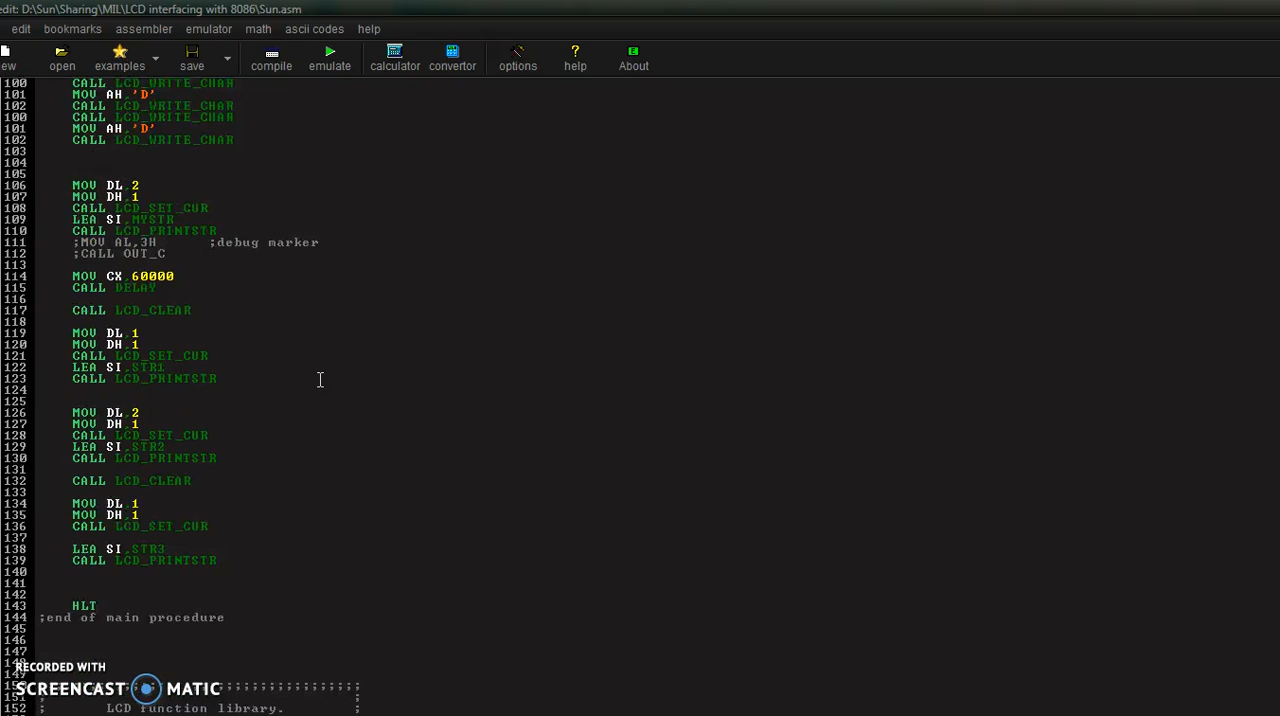 edit: D:\Sun\Sharing\MIL\LCD interfacing with 8086\Sun.asm
edit bookmarks assembler emulator math ascii codes help
ew open examples save compile emulate calculator convertor options help About
100 CALL LCD_WRITE_CHAR
101 MOV AH,'D'
102 CALL LCD_WRITE_CHAR
100 CALL LCD_WRITE_CHAR
101 MOV AH,'D'
102 CALL LCD_WRITE_CHAR
103
104
105
106 MOV DL,2
107 MOV DH,1
108 CALL LCD_SET_CUR
109 LEA SI,MYSTR
110 CALL LCD_PRINTSTR
111 ;MOV AL,3H ;debug marker
112 ;CALL OUT_C
113
114 MOV CX,60000
115 CALL DELAY
116
117 CALL LCD_CLEAR
118
119 MOV DL,1
120 MOV DH,1
121 CALL LCD_SET_CUR
122 LEA SI,STR1
123 CALL LCD_PRINTSTR
124
125
126 MOV DL,2
127 MOV DH,1
128 CALL LCD_SET_CUR
129 LEA SI,STR2
130 CALL LCD_PRINTSTR
131
132 CALL LCD_CLEAR
133
134 MOV DL,1
135 MOV DH,1
136 CALL LCD_SET_CUR
137
138 LEA SI,STR3
139 CALL LCD_PRINTSTR
140
141
142
143 HLT
144 ;end of main procedure
145
146
147
RECORDED WITH
SCREENCAST MATIC
151 ; ;
152 ; LCD function library. ;